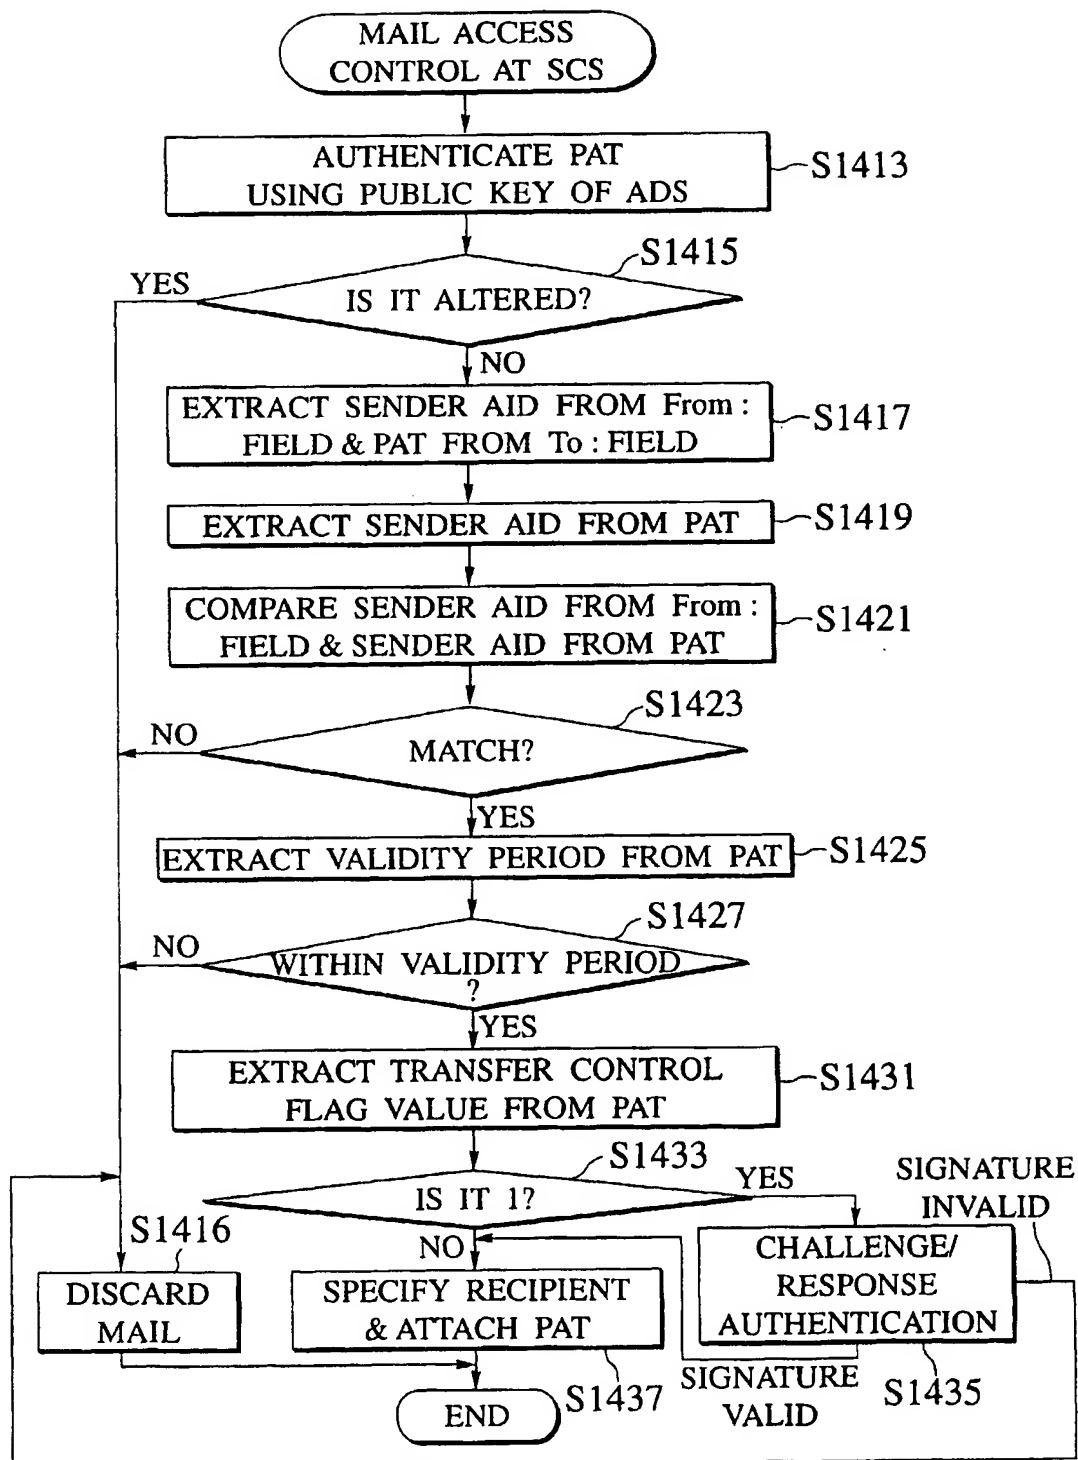 MAIL ACCESS
CONTROL AT SCS
AUTHENTICATE PAT
USING PUBLIC KEY OF ADS
S1413
S1415
YES
IS IT ALTERED?
NO
EXTRACT SENDER AID FROM From :
FIELD & PAT FROM To : FIELD
S1417
EXTRACT SENDER AID FROM PAT
S1419
COMPARE SENDER AID FROM From :
FIELD & SENDER AID FROM PAT
S1421
S1423
NO
MATCH?
YES
EXTRACT VALIDITY PERIOD FROM PAT
S1425
S1427
NO
WITHIN VALIDITY PERIOD
?
YES
EXTRACT TRANSFER CONTROL
FLAG VALUE FROM PAT
S1431
S1433
YES
SIGNATURE
INVALID
IS IT 1?
S1416
NO
CHALLENGE/
RESPONSE
AUTHENTICATION
DISCARD
MAIL
SPECIFY RECIPIENT
& ATTACH PAT
S1437
SIGNATURE
VALID
S1435
END